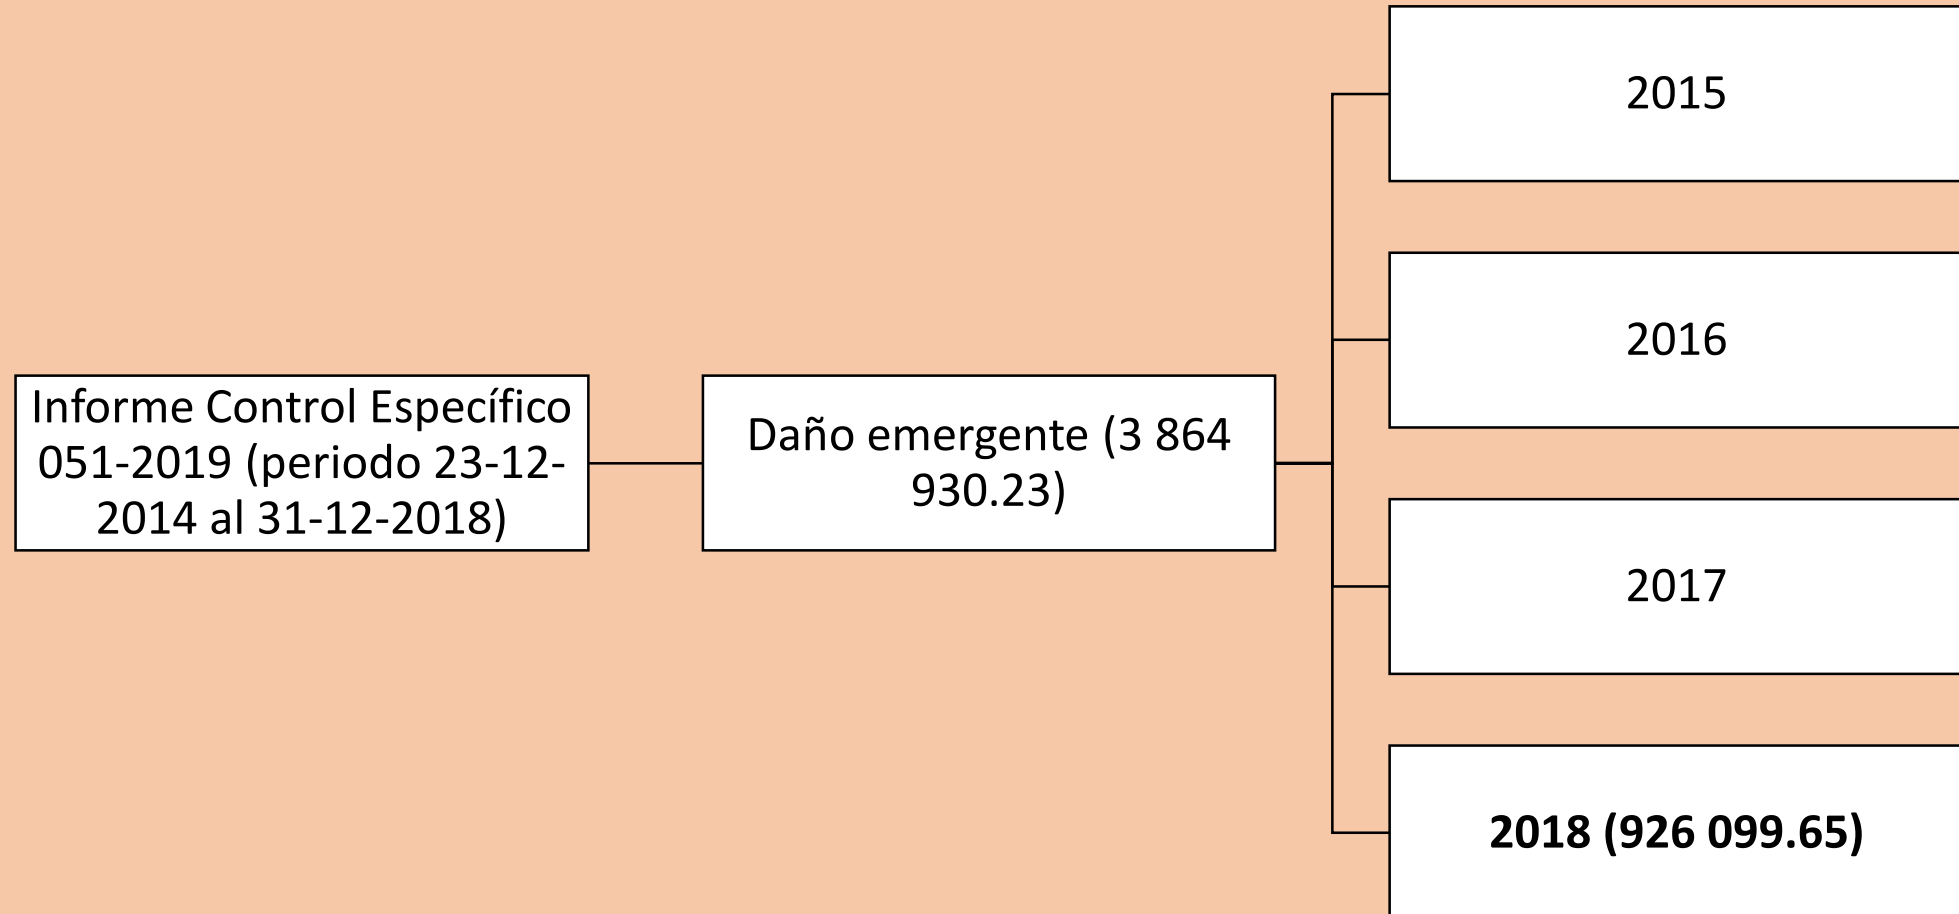 Informe Control Específico
051-2019 (periodo 23-12-
2014 al 31-12-2018)
Daño emergente (3 864
930.23)
2015
2016
2017
2018 (926 099.65)